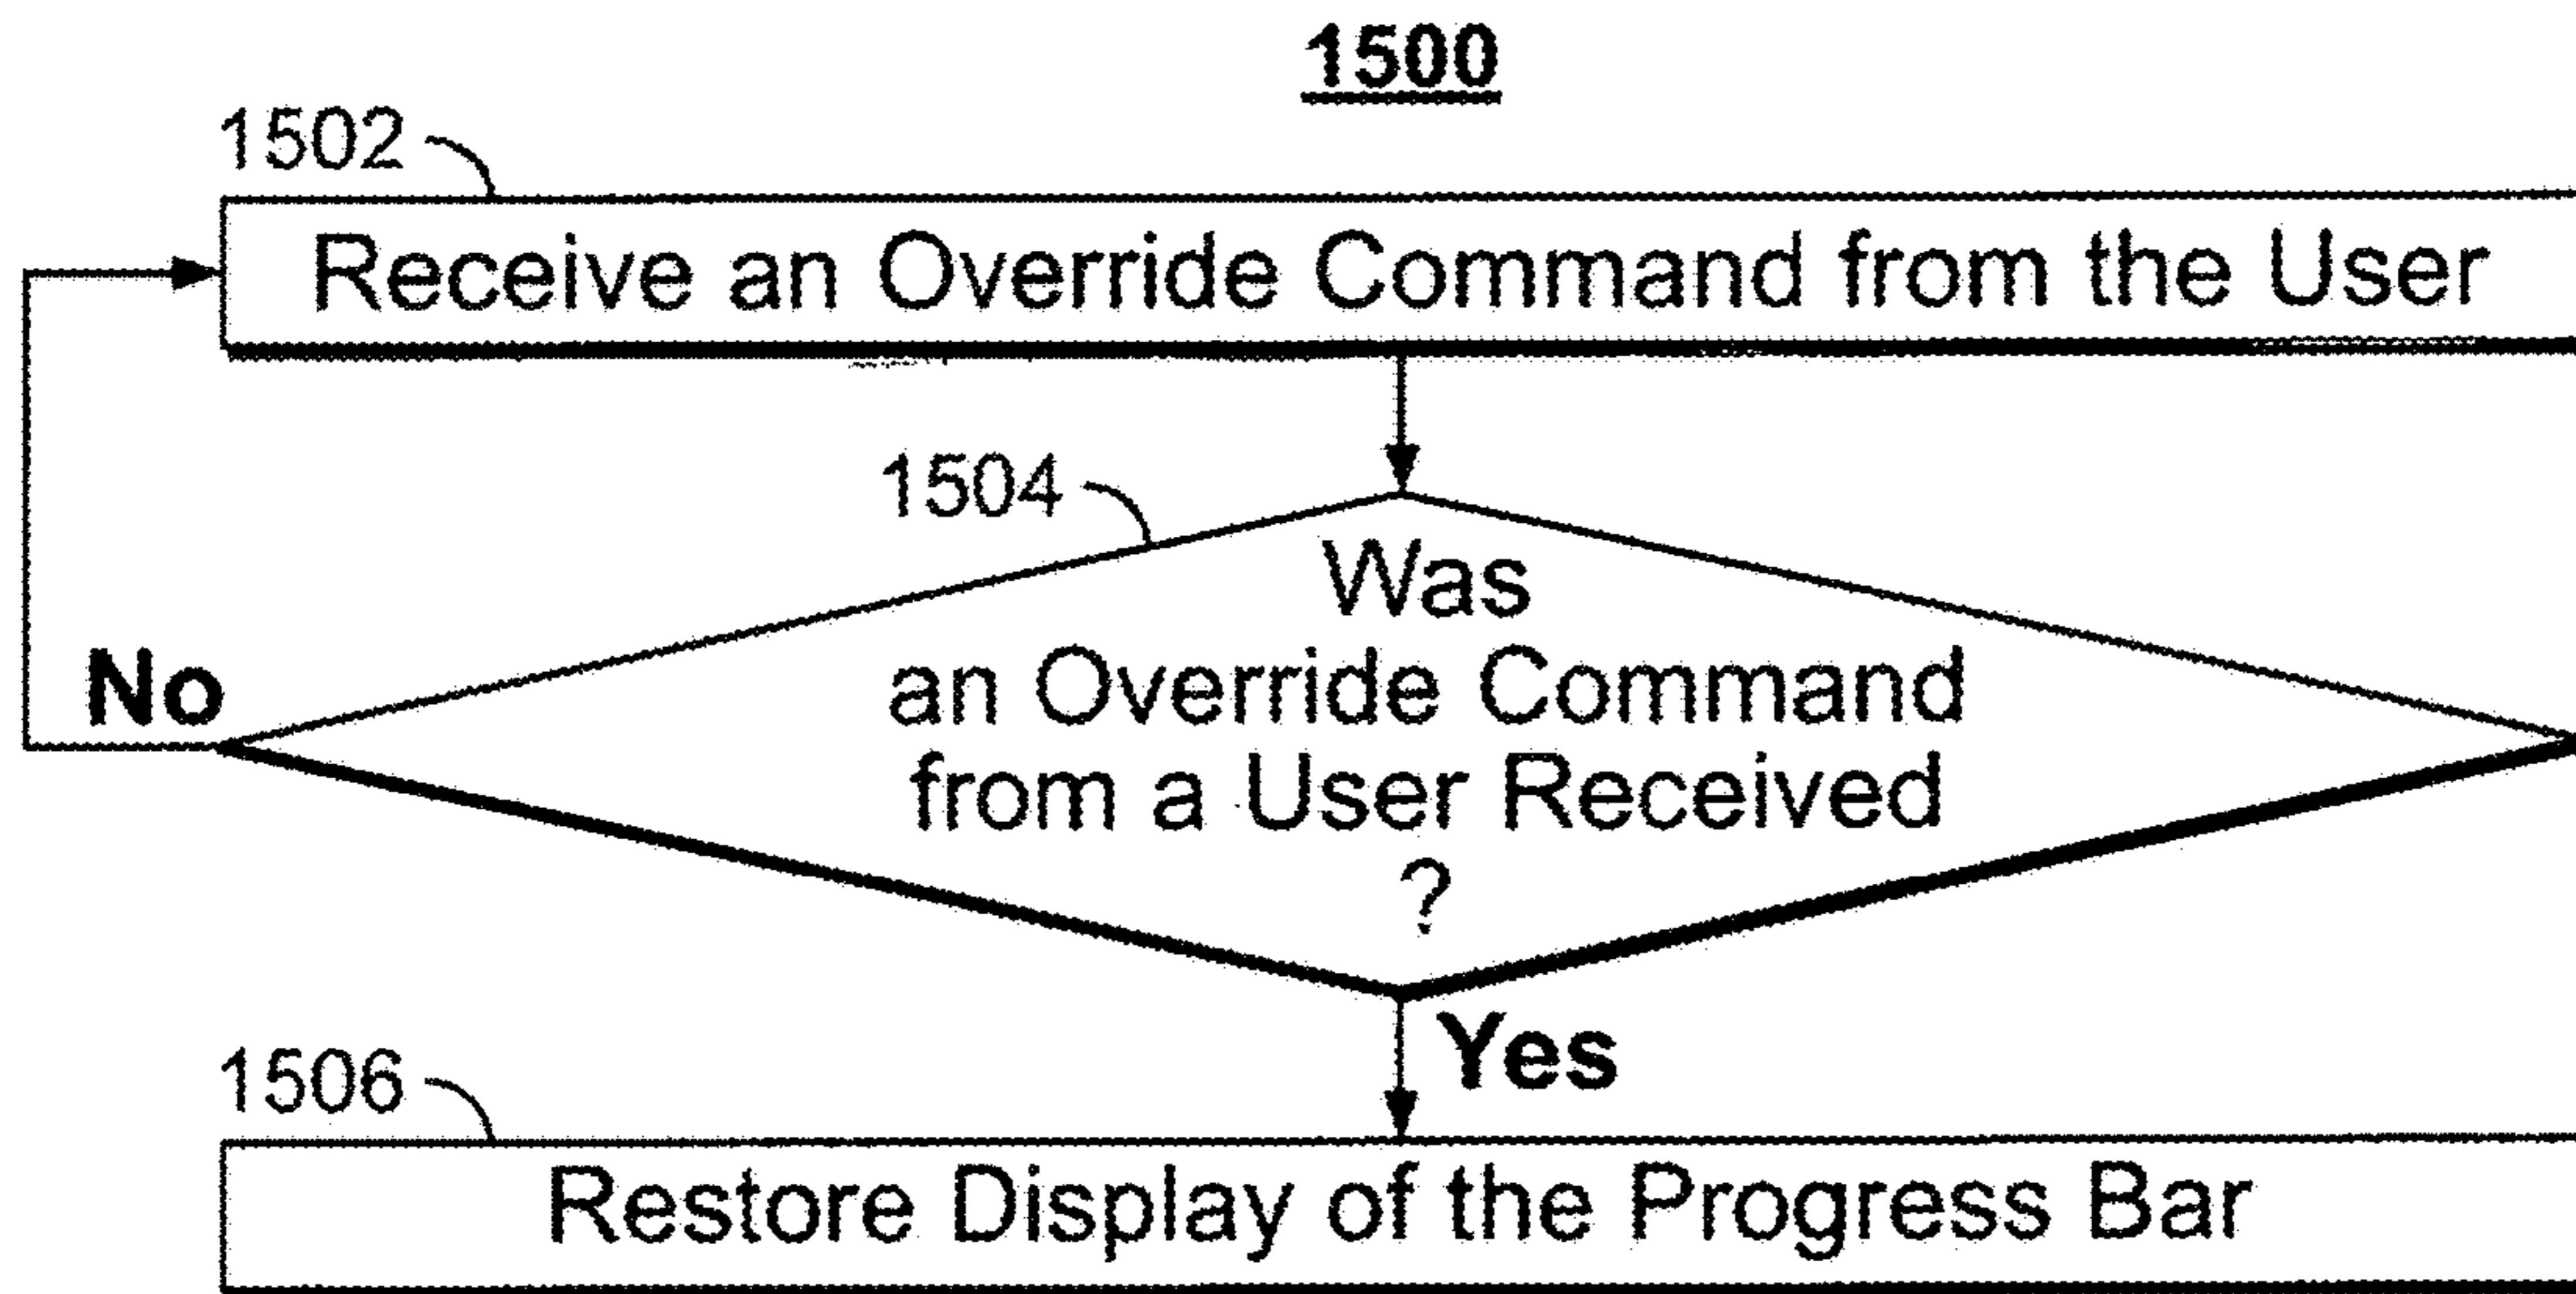 1500
1502
Receive an Override Command from the User
1504
Was
an Override Command
from a User Received
?
No
Yes
1506
Restore Display of the Progress Bar